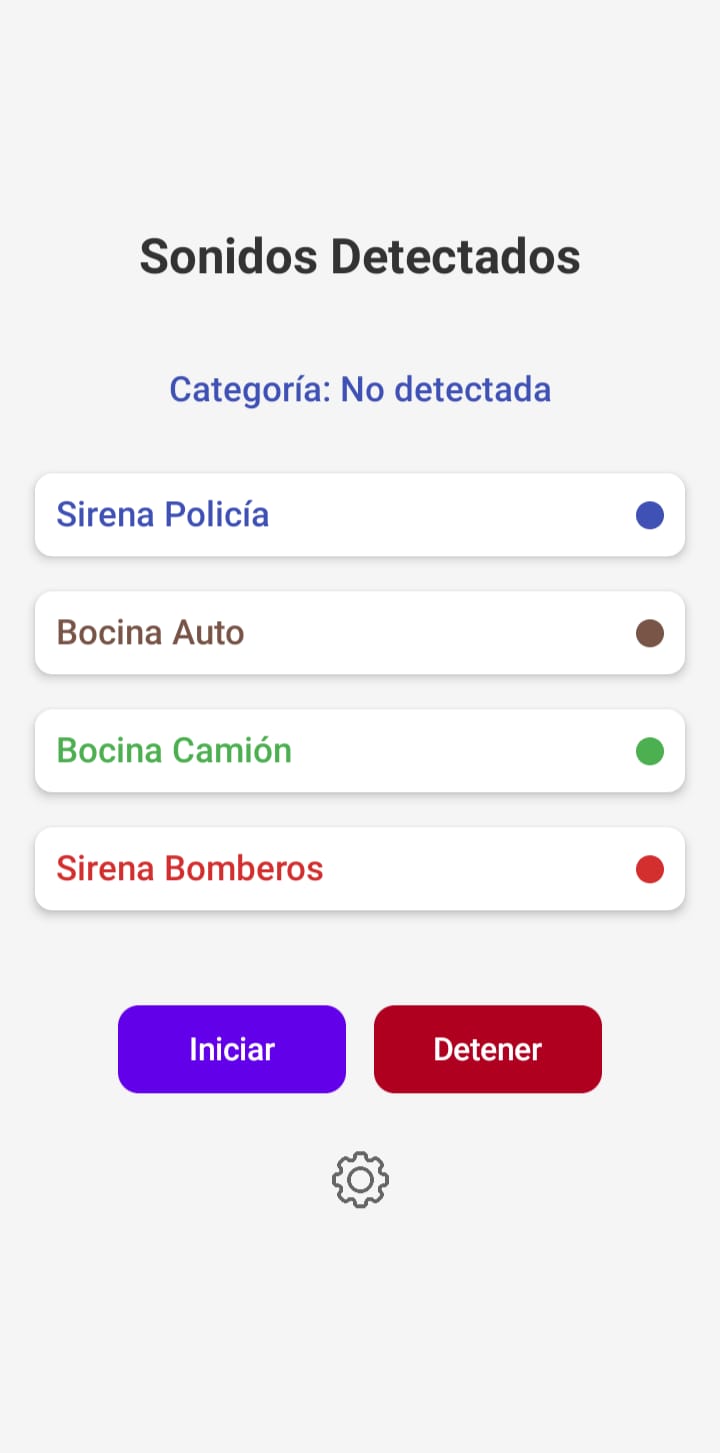 Sonidos Detectados
Categoría: No detectada
Sirena Policía
Bocina Auto
Bocina Camión
Sirena Bomberos
Iniciar
Detener